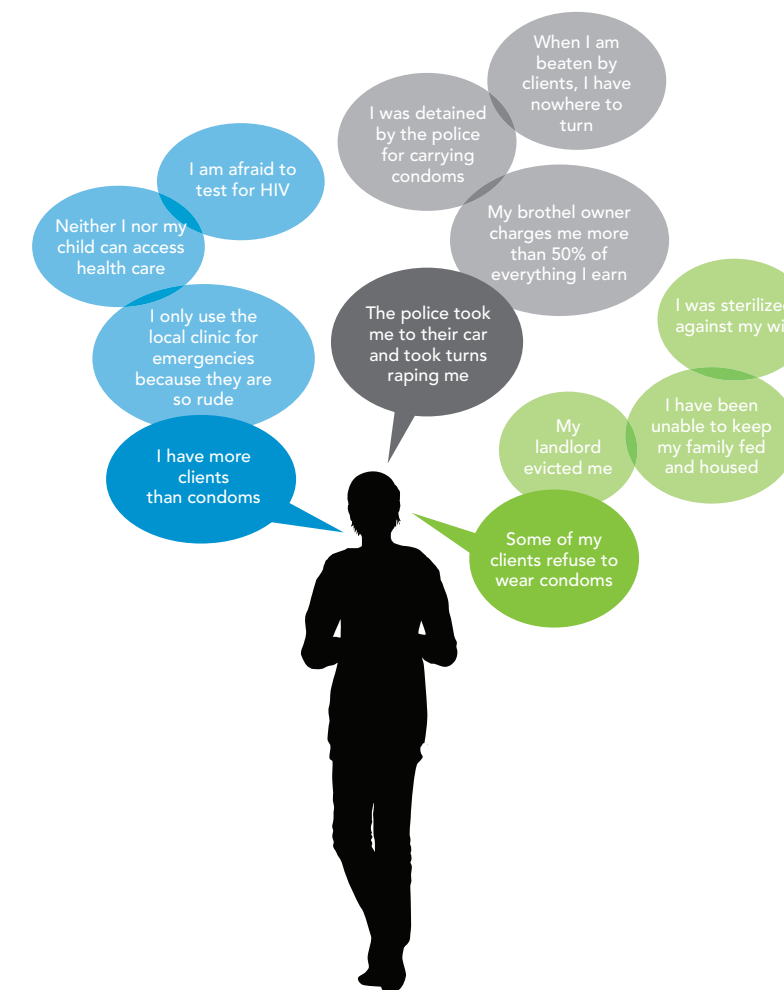 When I am
beaten by
clients, I have
nowhere to
turn
I was detained
by the police
for carrying
condoms
My brothel owner
charges me more
than 50% of
everything I earn
The police took
me to their car
and took turns
raping me
I am afraid to
test for HIV
Neither I nor my
child can access
health care
I only use the
local clinic for
emergencies
because they are
so rude
I have more
clients
than condoms
I was
against my
I have been
unable to keep
my family fed
and housed
My
landlord
evicted me
Some of my
clients refuse to
wear condoms